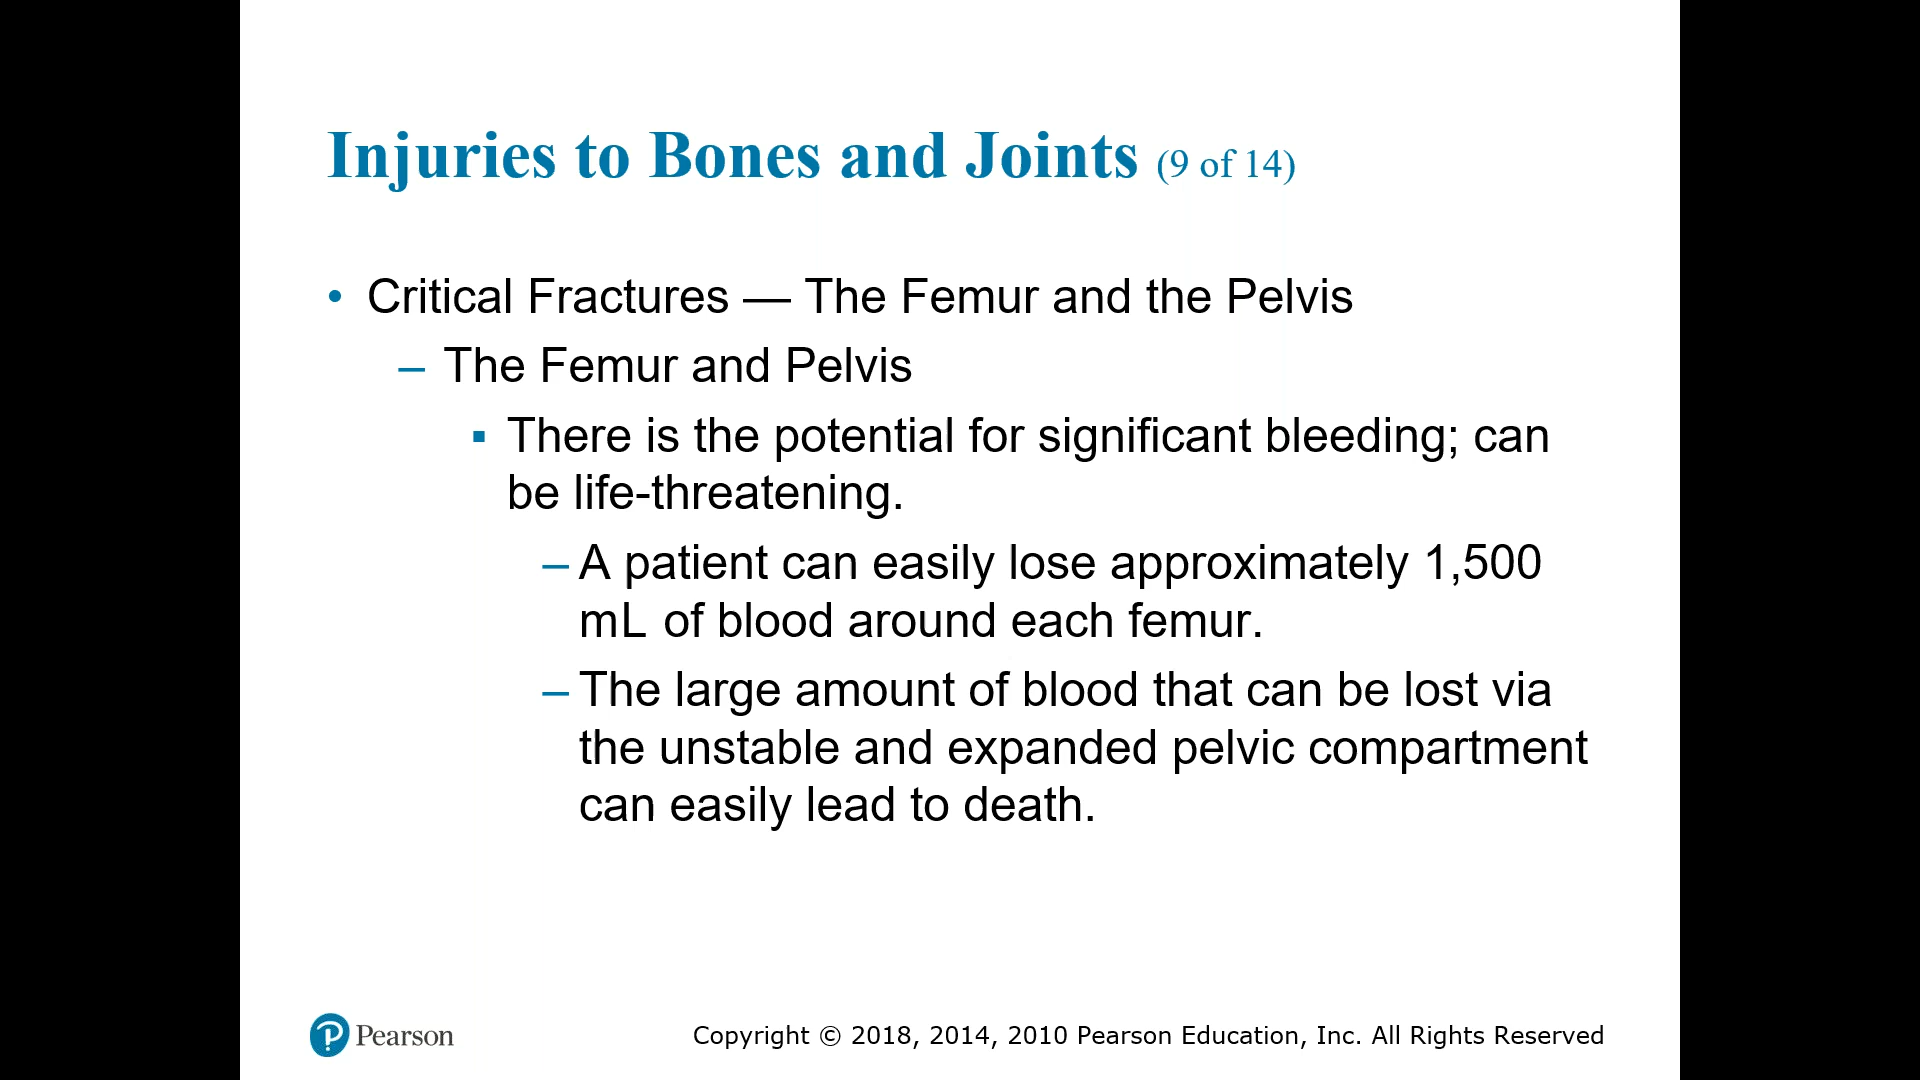 Injuries to Bones and Joints (9 of 14)
• Critical Fractures — The Femur and the Pelvis
– The Femur and Pelvis
▪ There is the potential for significant bleeding; can
be life-threatening.
– A patient can easily lose approximately 1,500
mL of blood around each femur.
– The large amount of blood that can be lost via
the unstable and expanded pelvic compartment
can easily lead to death.
Pearson
Copyright © 2018, 2014, 2010 Pearson Education, Inc. All Rights Reserved